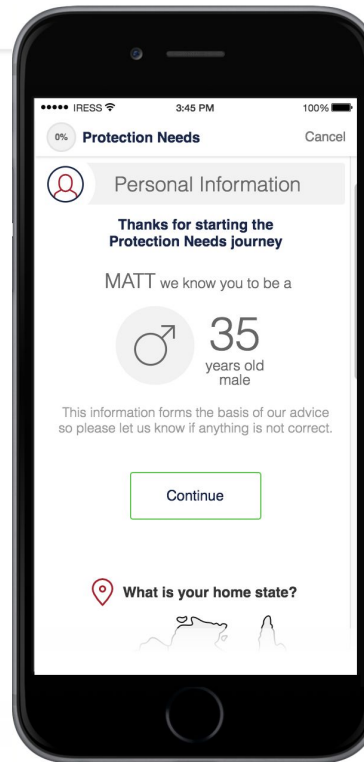 IRESS 3:45 PM 100%
0% Protection Needs Cancel
Personal Information
Thanks for starting the
Protection Needs journey
MATT we know you to be a
35
years old
male
This information forms the basis of our advice
so please let us know if anything is not correct.
Continue
What is your home state?